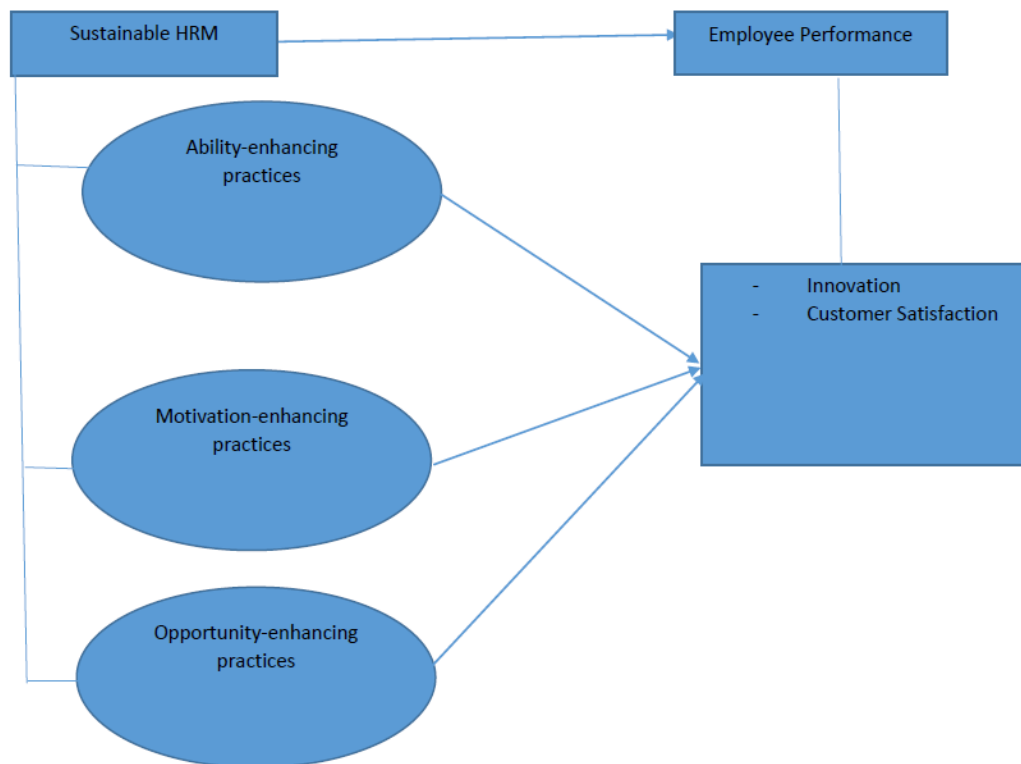 Sustainable HRM
Employee Performance
Ability-enhancing
practices
- Innovation
- Customer Satisfaction
Motivation-enhancing
practices
Opportunity-enhancing
practices